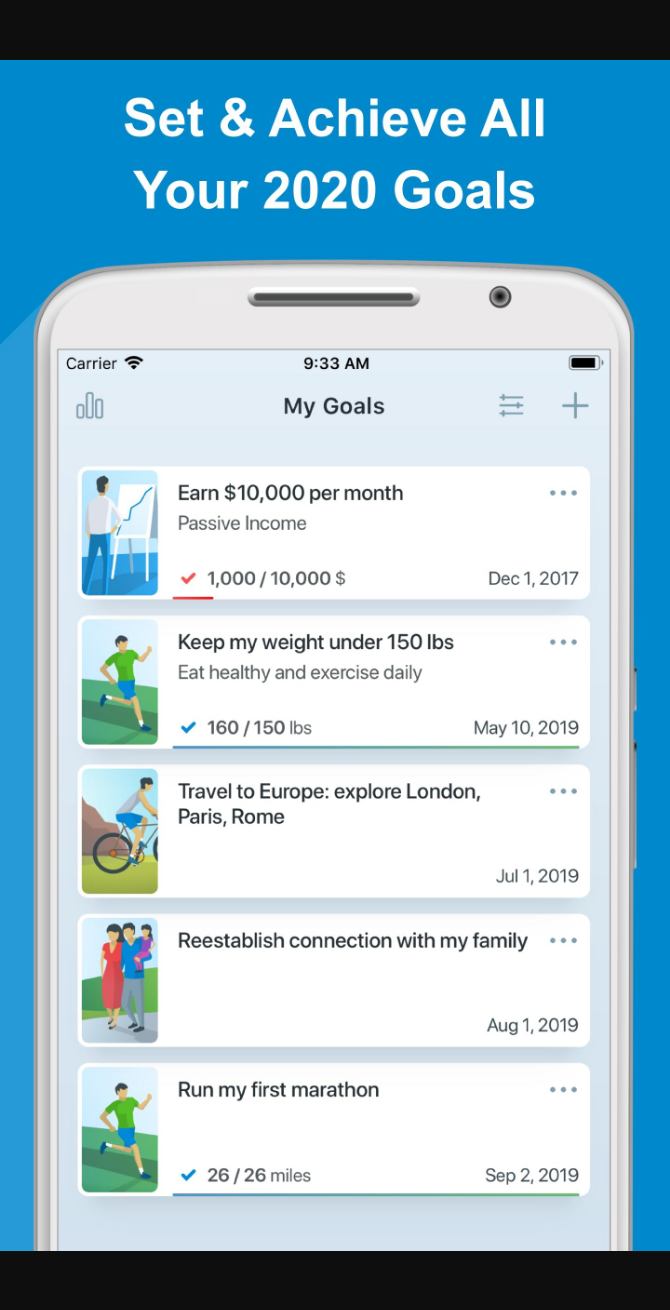 Set & Achieve All
Your 2020 Goals
Carrier 9:33 AM
My Goals
Earn $10,000 per month
Passive Income
1,000 / 10,000 $ Dec 1, 2017
Keep my weight under 150 lbs
Eat healthy and exercise daily
160 / 150 lbs May 10, 2019
Travel to Europe: explore London,
Paris, Rome
Jul 1, 2019
Reestablish connection with my family
Aug 1, 2019
Run my first marathon
26 / 26 miles Sep 2, 2019